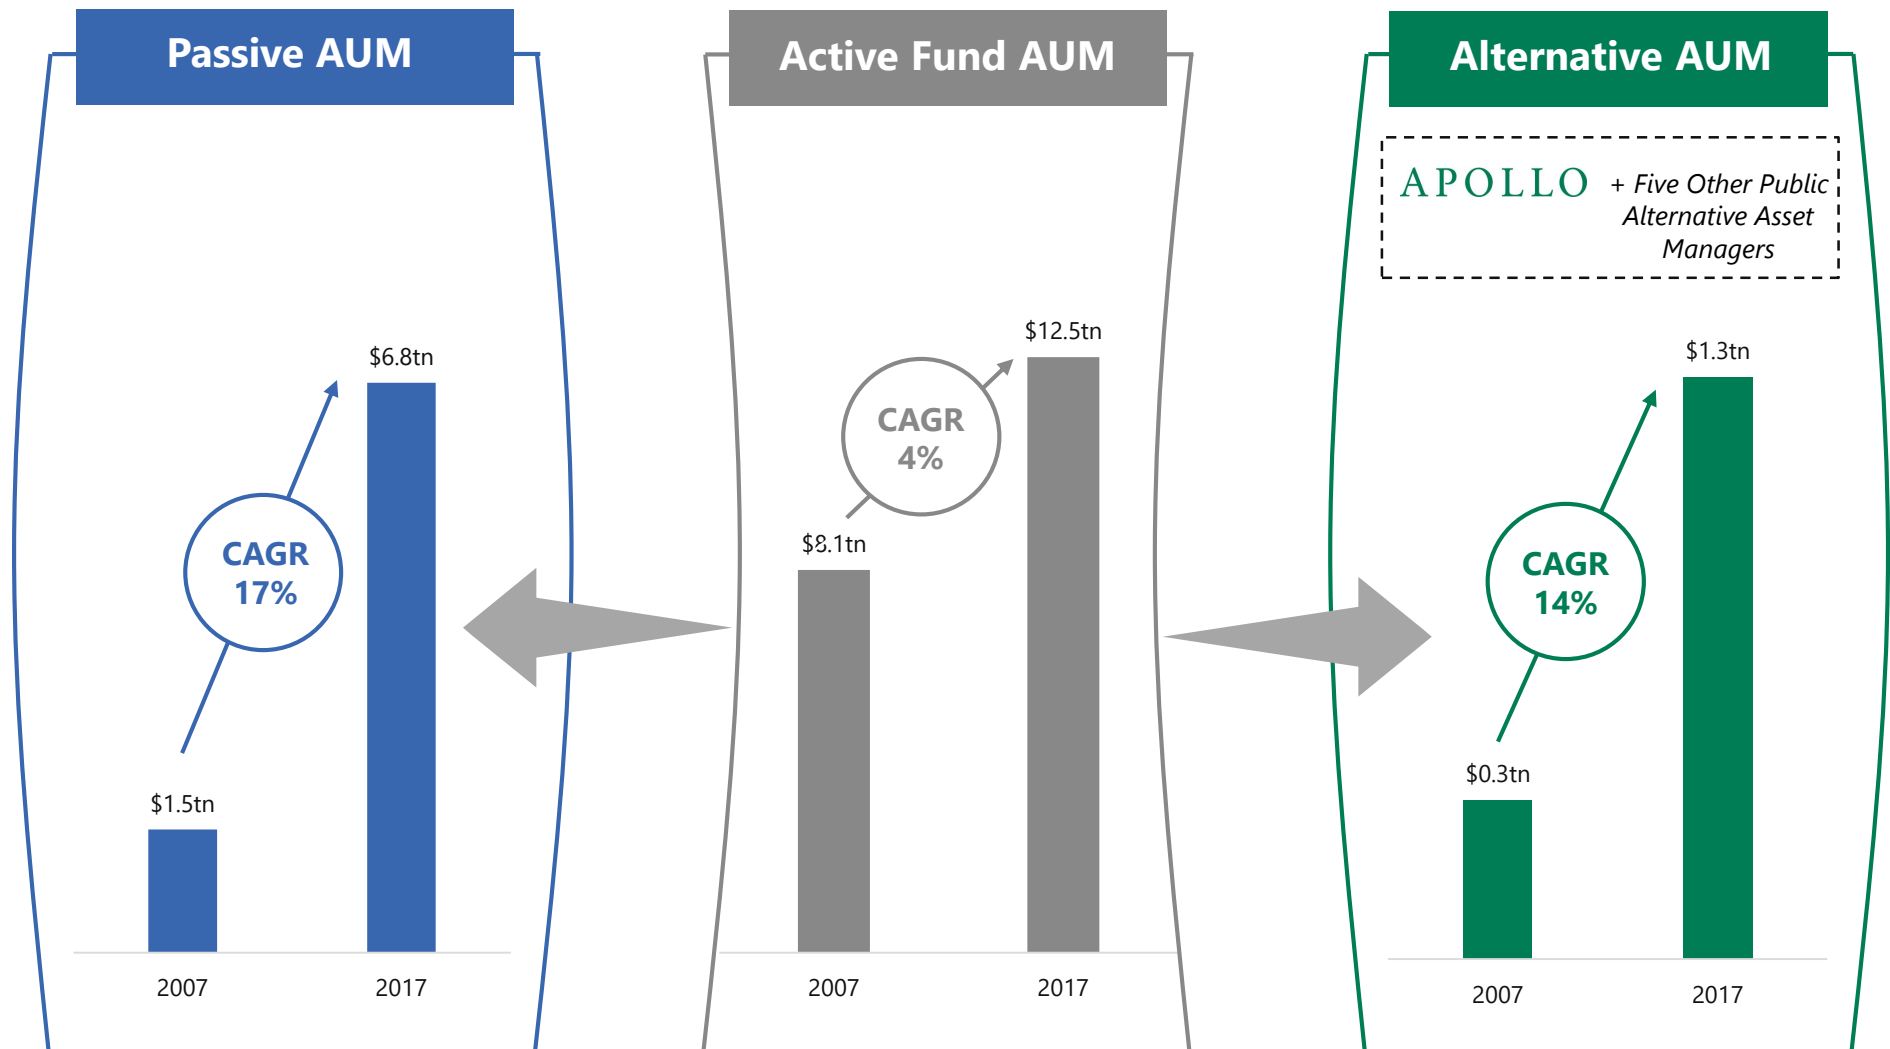 Passive AUM
$6.8tn
CAGR
17%
$1.5tn
2007
2017
Active Fund AUM
$12.5tn
CAGR
4%
$8.1tn
2007
2017
Alternative AUM
APOLLO + Five Other Public
Alternative Asset
Managers
$1.3tn
CAGR
14%
$0.3tn
2007
2017